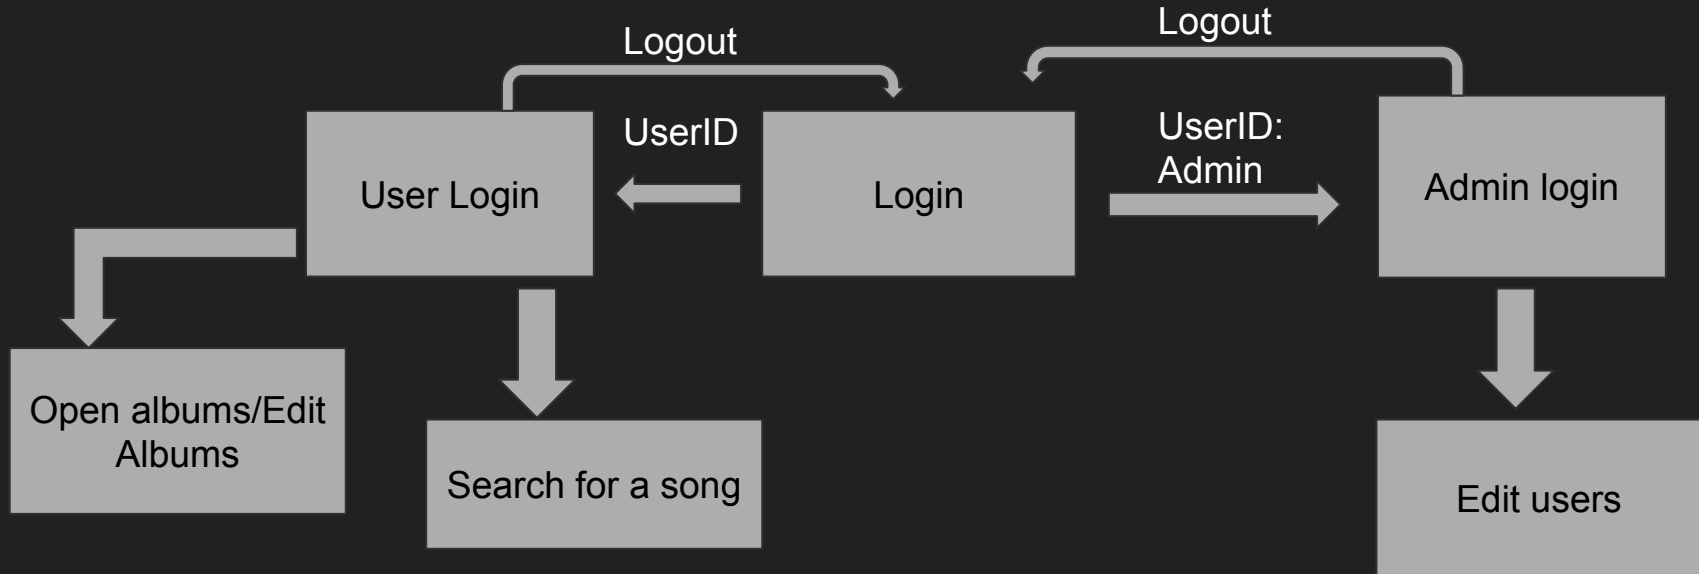 Logout
Logout
UserID
UserID:
Admin
User Login
Login
Admin login
Open albums/Edit
Albums
Search for a song
Edit users